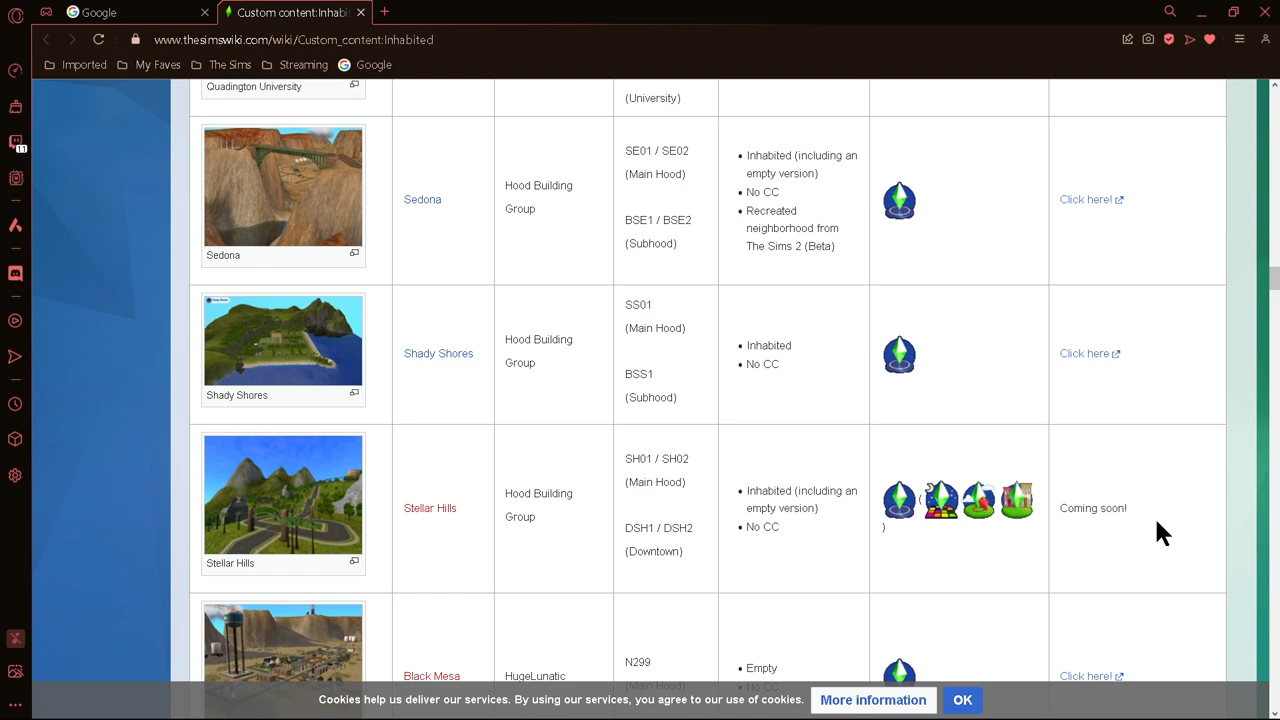 Google
Custom content:Inhabi
www.thesimswiki.com/wiki/Custom_content:Inhabited
Imported
My Faves
The Sims
Streaming
Google
11
Quadington University
(University)
Sedona
Sedona
Hood Building
Group
SE01 / SE02
(Main Hood)
BSE1 / BSE2
(Subhood)
• Inhabited (including an
empty version)
• No CC
• Recreated
neighborhood from
The Sims 2 (Beta)
Click here!
Shady Shores
Shady Shores
Hood Building
Group
SS01
(Main Hood)
BSS1
(Subhood)
• Inhabited
• No CC
Click here
Stellar Hills
Stellar Hills
Hood Building
Group
SH01 / SH02
(Main Hood)
DSH1 / DSH2
(Downtown)
• Inhabited (including an
empty version)
• No CC
(
)
Coming soon!
Black Mesa
HugeLunatic
N299
(Main Hood)
• Empty
• No CC
Click here!
Cookies help us deliver our services. By using our services, you agree to our use of cookies.
More information
OK